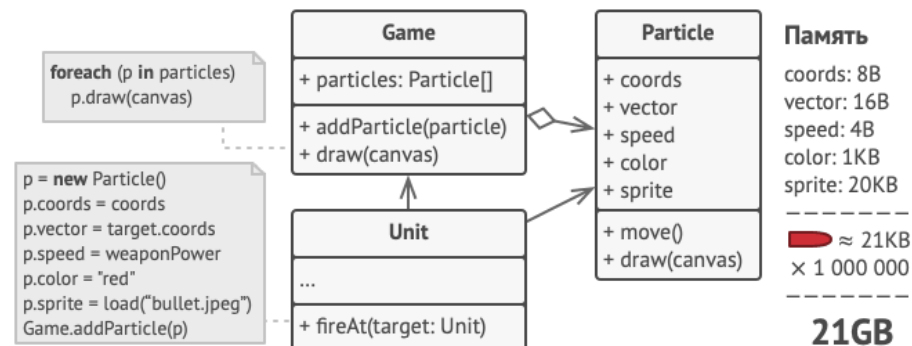 foreach (p in particles)
p.draw(canvas)
p = new Particle()
p.coords = coords
p.vector = target.coords
p.speed = weaponPower
p.color = "red"
p.sprite = load("bullet.jpeg")
Game.addParticle(p)
Game
+ particles: Particle[]
+ addParticle(particle)
+ draw(canvas)
Unit
...
+ fireAt(target: Unit)
Particle
+ coords
+ vector
+ speed
+ color
+ sprite
+ move()
+ draw(canvas)
Память
coords: 8B
vector: 16B
speed: 4B
color: 1KB
sprite: 20KB
≈ 21KB
× 1 000 000
21GB